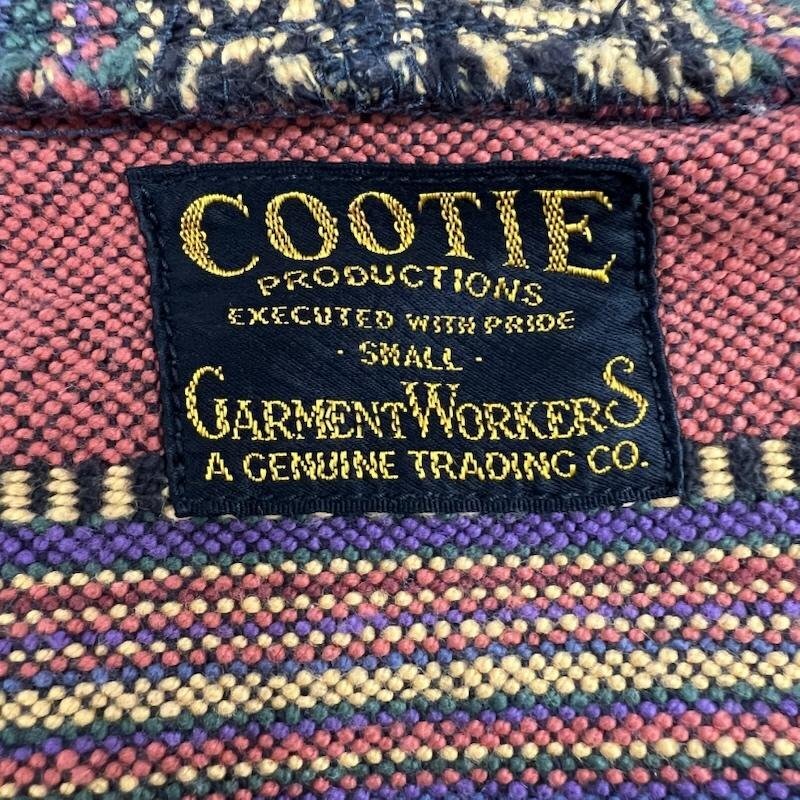 COOTIE
PRODUCTIONS
EXECUTED WITH PRIDE
· SMALL ·
GARMENT WORKERS
A GENUINE TRADING CO.